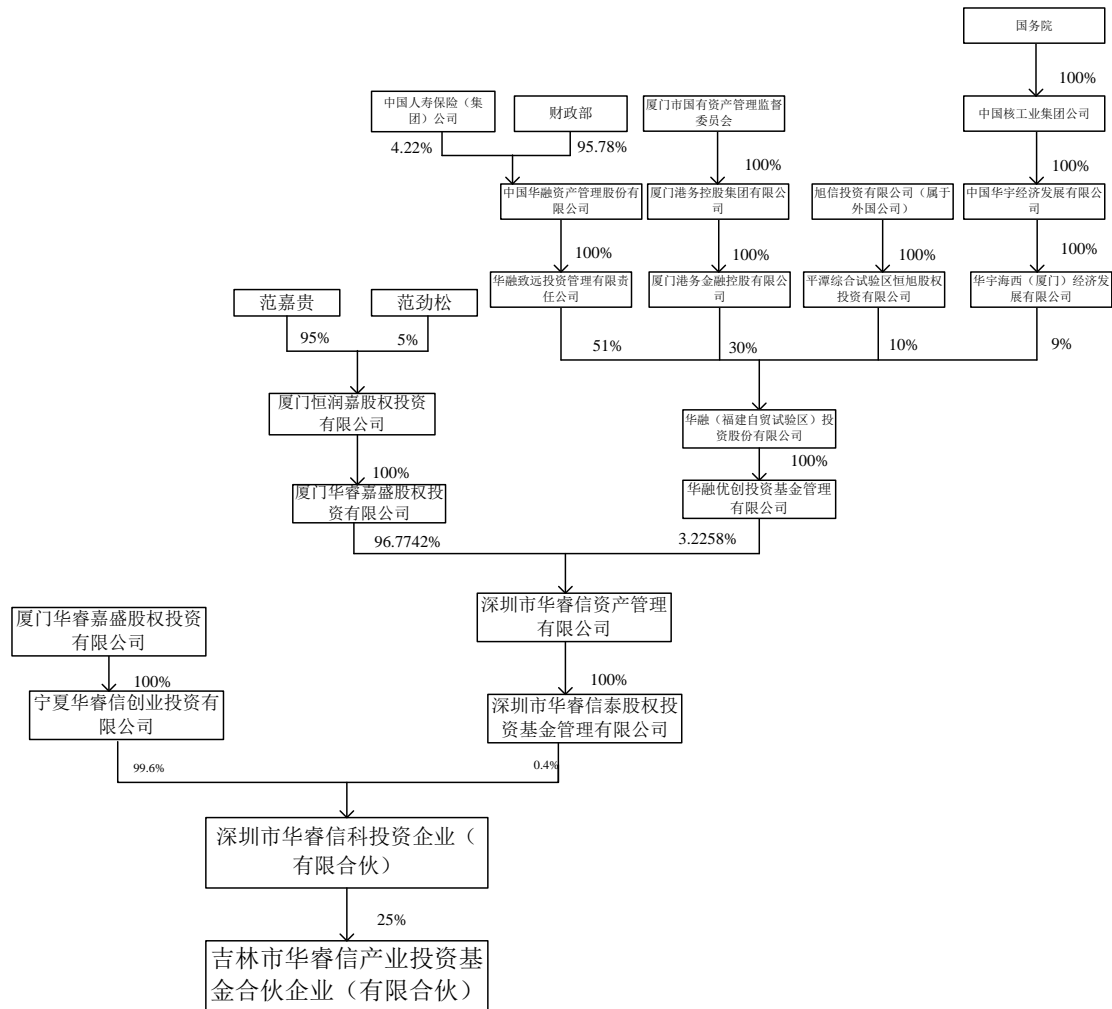 国务院
100%
中国人寿保险（集
团）公司
财政部
厦门市国有资产管理监督
委员会
中国核工业集团公司
4.22%
95.78%
100%
100%
中国华融资产管理股份有
限公司
厦门港务控股集团有限公
司
旭信投资有限公司（属于
外国公司）
中国华宇经济发展有限公
司
100%
100%
100%
100%
华融致远投资管理有限责
任公司
厦门港务金融控股有限公
司
平潭综合试验区恒旭股权
投资有限公司
华宇海西（厦门）经济发
展有限公司
范嘉贵
范劲松
95%
5%
51%
30%
10%
9%
厦门恒润嘉股权投资
有限公司
华融（福建自贸试验区）投
资股份有限公司
100%
100%
厦门华睿嘉盛股权投
资有限公司
华融优创投资基金管理
有限公司
96.7742%
3.2258%
深圳市华睿信资产管理
有限公司
厦门华睿嘉盛股权投资
有限公司
100%
100%
宁夏华睿信创业投资有
限公司
深圳市华睿信泰股权投
资基金管理有限公司
99.6%
0.4%
深圳市华睿信科投资企业（
有限合伙）
25%
吉林市华睿信产业投资基
金合伙企业（有限合伙）